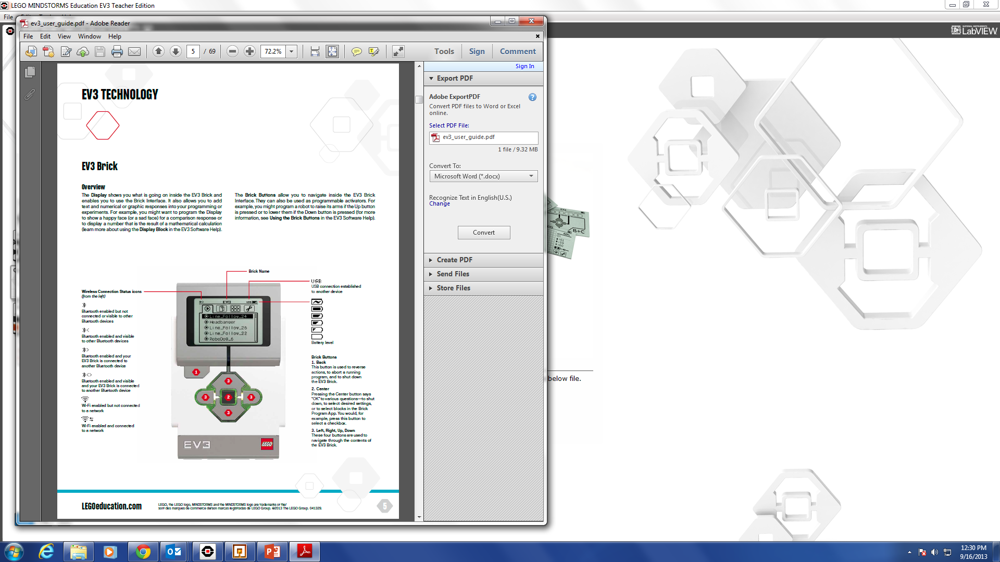 LEGO MINDSTORMS Education EV3 Teacher Edition
File
ev3_user_guide.pdf - Adobe Reader
File Edit View Window Help
5 / 69
72.2%
Tools Sign Comment
LabVIEW
EV3 TECHNOLOGY
EV3 Brick
Overview
The Display shows you what is going on inside the EV3 Brick and
enables you to use the Brick Interface. It also allows you to add
text and numerical or graphic responses into your programming or
experiments. For example, you might want to program the Display
to show a happy face (or a sad face) for a comparison response or
to display a number that is the result of a mathematical calculation
(learn more about using the Display Block in the EV3 Software Help).
The Brick Buttons allow you to navigate inside the EV3 Brick
Interface. They can also be used as programmable activators. For
example, you might program a robot to raise its arms if the Up button
is pressed or to lower them if the Down button is pressed (for more
information, see Using the Brick Buttons in the EV3 Software Help).
Brick Name
Wireless Connection Status icons
(from the left)
Bluetooth enabled but not
connected or visible to other
Bluetooth devices
Bluetooth enabled and visible
to other Bluetooth devices
Bluetooth enabled and your
EV3 Brick is connected to
another Bluetooth device
Bluetooth enabled and visible
and your EV3 Brick is connected
to another Bluetooth device
Wi-Fi enabled but not connected
to a network
Wi-Fi enabled and connected
to a network
EV3
USB
Line_Follow_24
Headbanger
Line_Follow_26
Line_Follow_22
RoboDog_6
1
3
3 2 3
3
EV3
LEGO
USB
USB connection established
to another device
Battery level
Brick Buttons
1. Back
This button is used to reverse
actions, to abort a running
program, and to shut down
the EV3 Brick.
2. Center
Pressing the Center button says
“OK” to various questions—to shut
down, to select desired settings,
or to select blocks in the Brick
Program App. You would, for
example, press this button to
select a checkbox.
3. Left, Right, Up, Down
These four buttons are used to
navigate through the contents of
the EV3 Brick.
LEGOeducation.com
LEGO, the LEGO logo, MINDSTORMS and the MINDSTORMS logo are trademarks of the/
sont des marques de commerce de/son marcas registradas de LEGO Group. ©2013 The LEGO Group. 041329.
5
Sign In
Export PDF
Adobe ExportPDF
Convert PDF files to Word or Excel
online.
Select PDF File:
ev3_user_guide.pdf
1 file / 9.32 MB
Convert To:
Microsoft Word (*.docx)
Recognize Text in English(U.S.)
Change
Convert
Create PDF
Send Files
Store Files
B+C
below file.
12:30 PM
9/16/2013